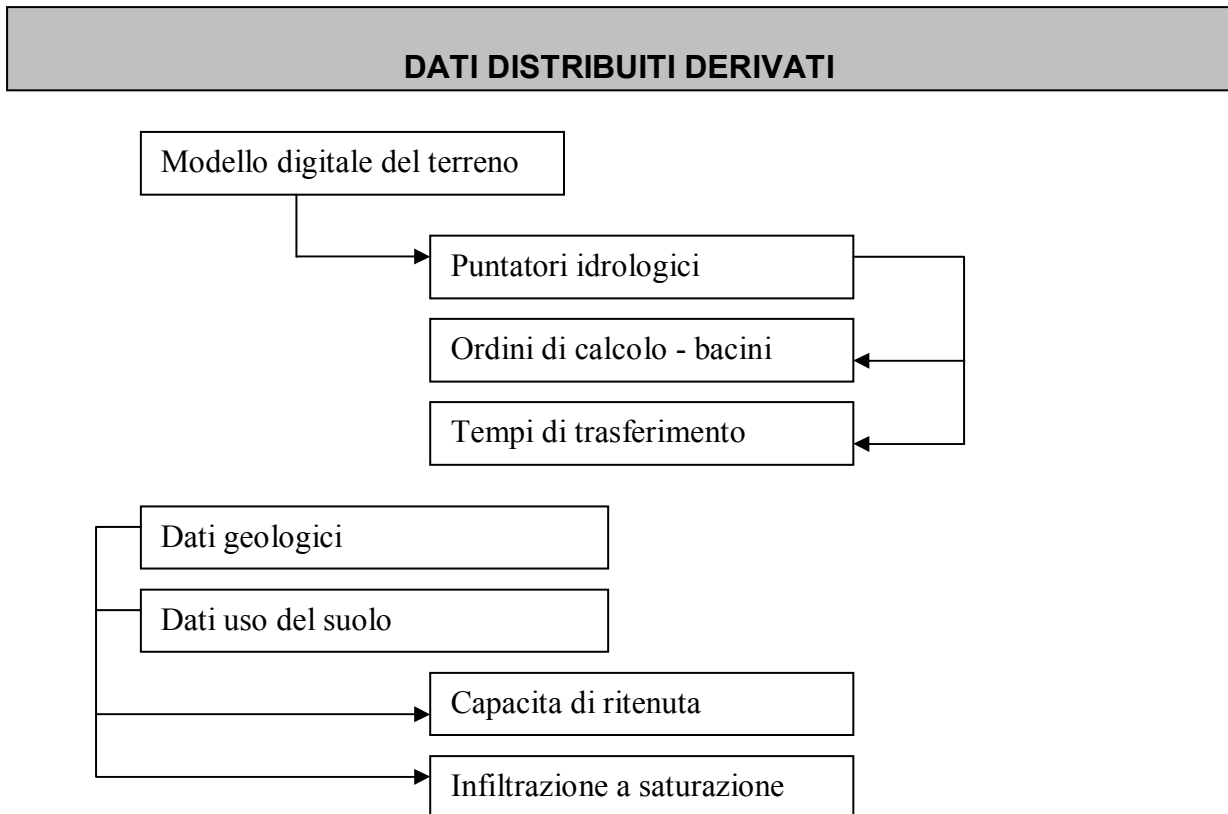 DATI DISTRIBUITI DERIVATI
Modello digitale del terreno
Puntatori idrologici
Ordini di calcolo - bacini
Tempi di trasferimento
Dati geologici
Dati uso del suolo
Capacita di ritenuta
Infiltrazione a saturazione